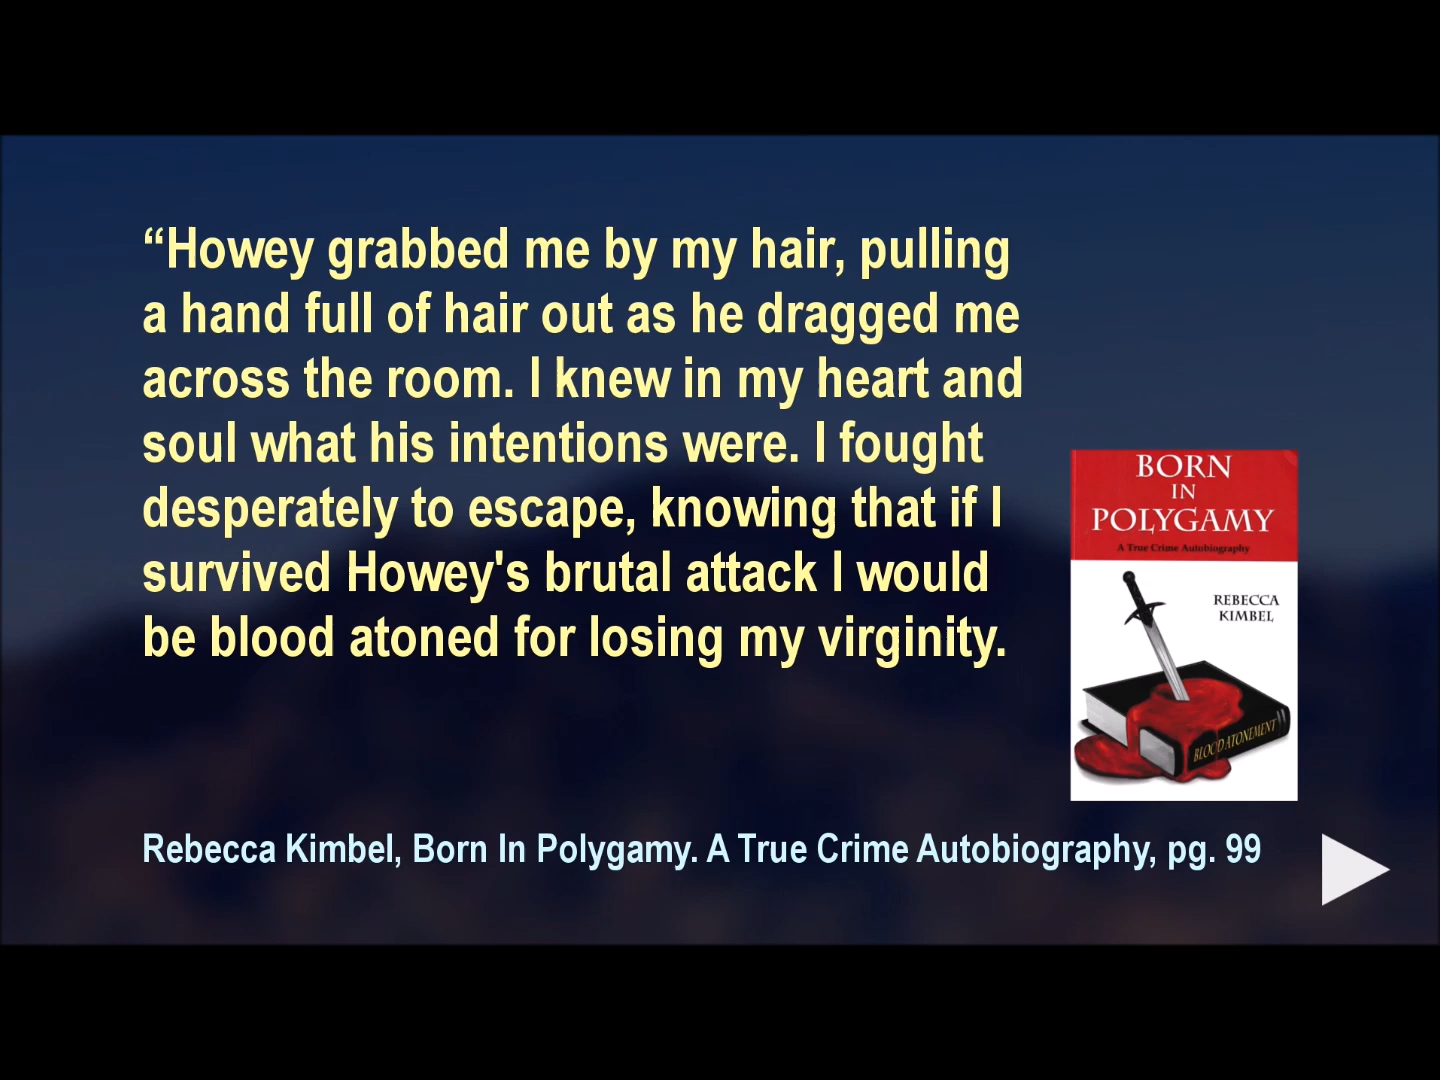 “Howey grabbed me by my hair, pulling
a hand full of hair out as he dragged me
across the room. I knew in my heart and
soul what his intentions were. I fought
desperately to escape, knowing that if I
survived Howey's brutal attack I would
be blood atoned for losing my virginity.
BORN
IN
POLYGAMY
A True Crime Autobiography
REBECCA
KIMBEL
BLOOD ATONEMENT
Rebecca Kimbel, Born In Polygamy. A True Crime Autobiography, pg. 99